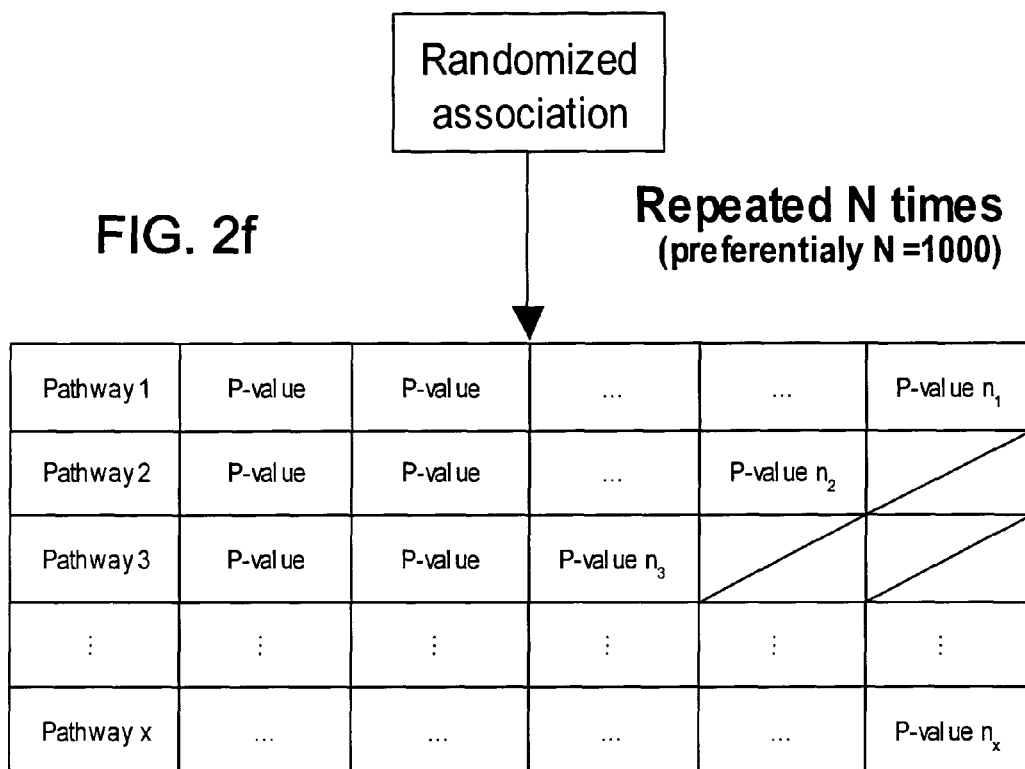 Randomized
association
FIG. 2f
Repeated N times
(preferentialy N =1000)
Pathway 1 P-value P-value ... ... P-value n₁
Pathway 2 P-value P-value ... P-value n₂
Pathway 3 P-value P-value P-value n₃
⋮ ⋮ ⋮ ⋮ ⋮ ⋮
Pathway x ... ... ... ... P-value nₓ